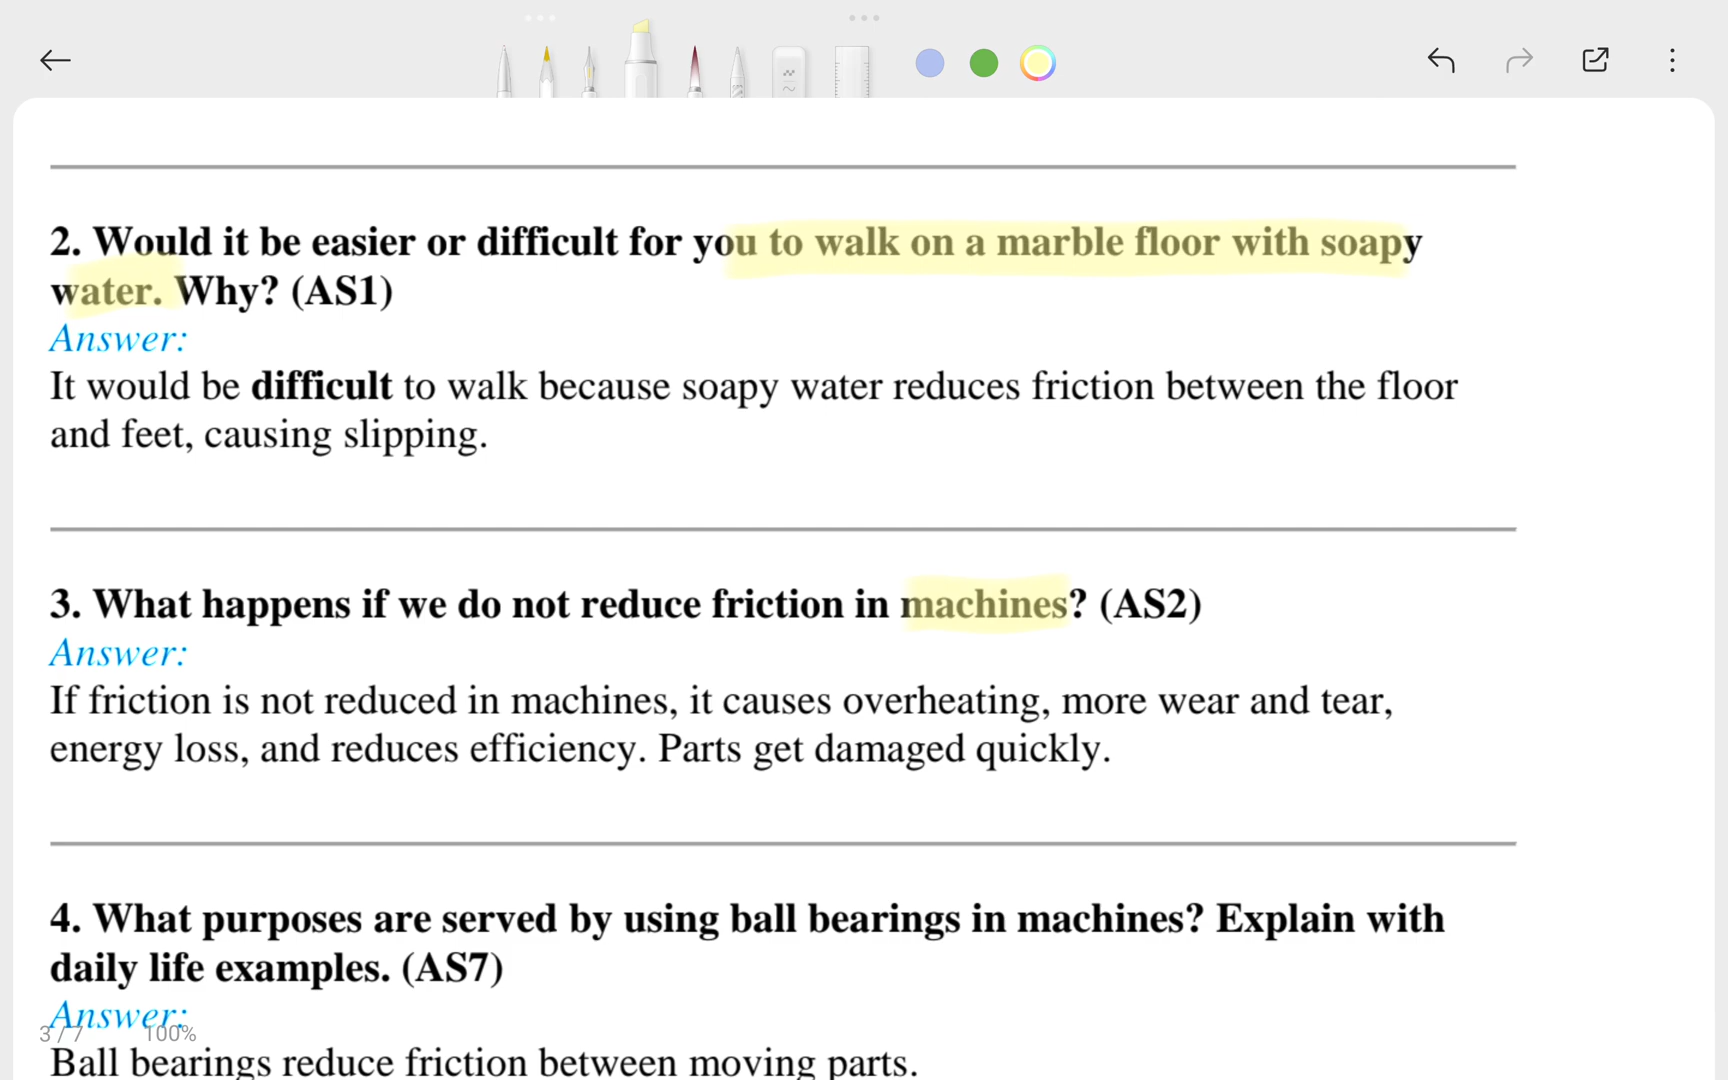 2. Would it be easier or difficult for you to walk on a marble floor with soapy
water. Why? (AS1)
Answer:
It would be difficult to walk because soapy water reduces friction between the floor
and feet, causing slipping.
3. What happens if we do not reduce friction in machines? (AS2)
Answer:
If friction is not reduced in machines, it causes overheating, more wear and tear,
energy loss, and reduces efficiency. Parts get damaged quickly.
4. What purposes are served by using ball bearings in machines? Explain with
daily life examples. (AS7)
Answer:
3 / 7 100%
Ball bearings reduce friction between moving parts.